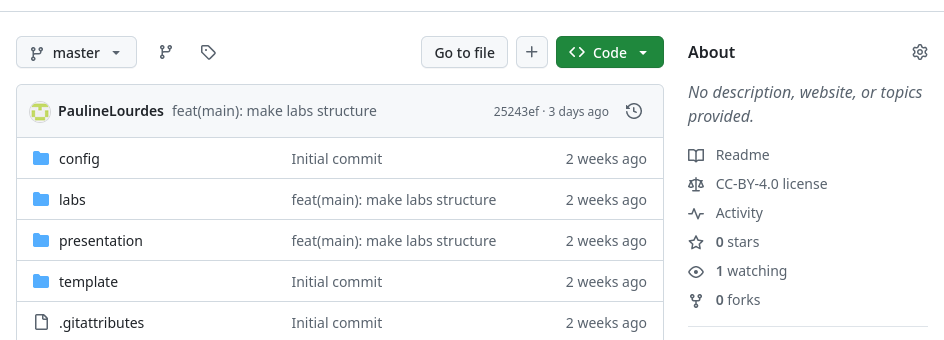 master
Go to file
Code
PaulineLourdes feat(main): make labs structure 25243ef · 3 days ago
config Initial commit 2 weeks ago
labs feat(main): make labs structure 2 weeks ago
presentation feat(main): make labs structure 2 weeks ago
template Initial commit 2 weeks ago
.gitattributes Initial commit 2 weeks ago
About
No description, website, or topics
provided.
Readme
CC-BY-4.0 license
Activity
0 stars
1 watching
0 forks